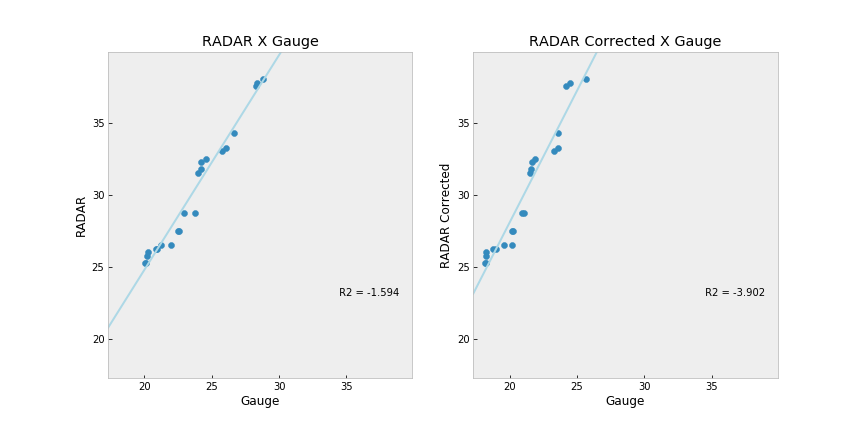 RADAR X Gauge
RADAR
35
30
25
20
R2 = -1.594
20 25 30 35
Gauge
RADAR Corrected X Gauge
RADAR Corrected
35
30
25
20
R2 = -3.902
20 25 30 35
Gauge